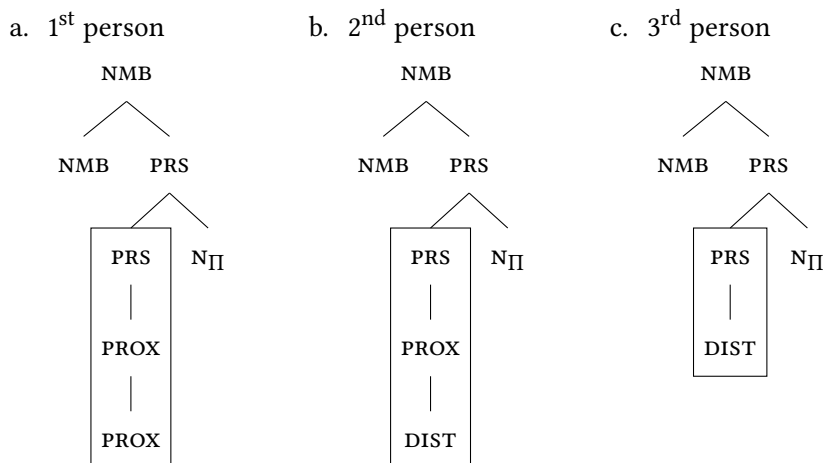 a. 1st person b. 2nd person c. 3rd person
NMB NMB NMB
NMB PRS NMB PRS NMB PRS
PRS NΠ PRS NΠ PRS NΠ
PROX PROX DIST
PROX DIST